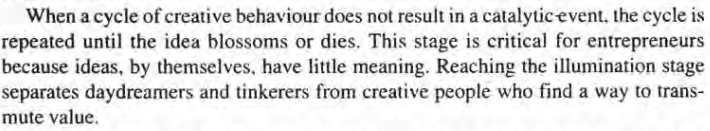 When a cycle of creative behaviour does not result in a catalytic event, the cycle is
repeated until the idea blossoms or dies. This stage is critical for entrepreneurs
because ideas, by themselves, have little meaning. Reaching the illumination stage
separates daydreamers and tinkerers from creative people who find a way to trans-
mute value.